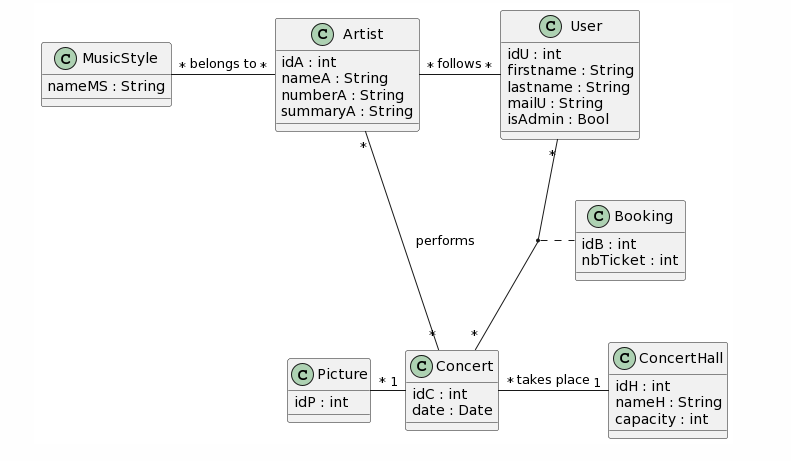 C MusicStyle
nameMS : String
* belongs to *
C Artist
idA : int
nameA : String
numberA : String
summaryA : String
* follows *
C User
idU : int
firstname : String
lastname : String
mailU : String
isAdmin : Bool
*
*
performs
C Booking
idB : int
nbTicket : int
*
*
C Picture
idP : int
* 1
C Concert
idC : int
date : Date
* takes place 1
C ConcertHall
idH : int
nameH : String
capacity : int